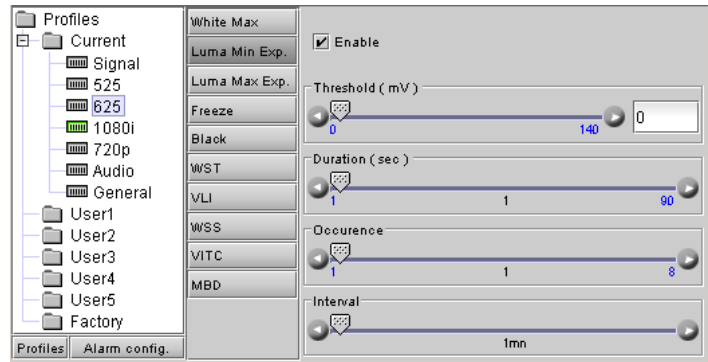 Profiles
Current
Signal
525
625
1080i
720p
Audio
General
User1
User2
User3
User4
User5
Factory
Profiles
Alarm config.
White Max
Luma Min Exp.
Luma Max Exp.
Freeze
Black
WST
VLI
WSS
VITC
MBD
Enable
Threshold ( mV )
0 140 0
Duration ( sec )
1 1 90
Occurence
1 1 8
Interval
1mn